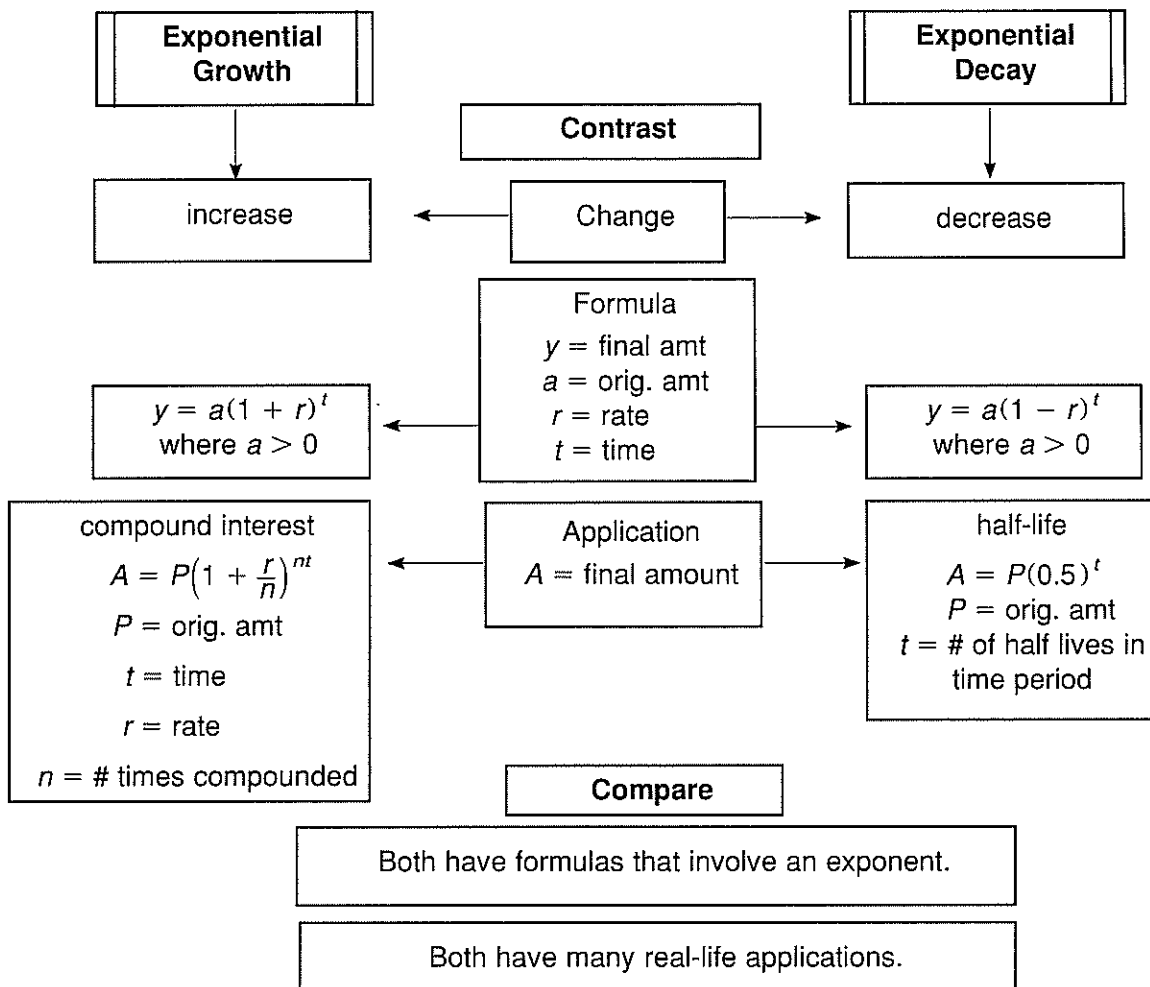 Exponential
Growth
Exponential
Decay
Contrast
increase
Change
decrease
Formula
y = final amt
a = orig. amt
r = rate
t = time
y = a(1 + r)^t
where a > 0
y = a(1 − r)^t
where a > 0
compound interest
A = P(1 + r/n)^nt
P = orig. amt
t = time
r = rate
n = # times compounded
Application
A = final amount
half-life
A = P(0.5)^t
P = orig. amt
t = # of half lives in
time period
Compare
Both have formulas that involve an exponent.
Both have many real-life applications.